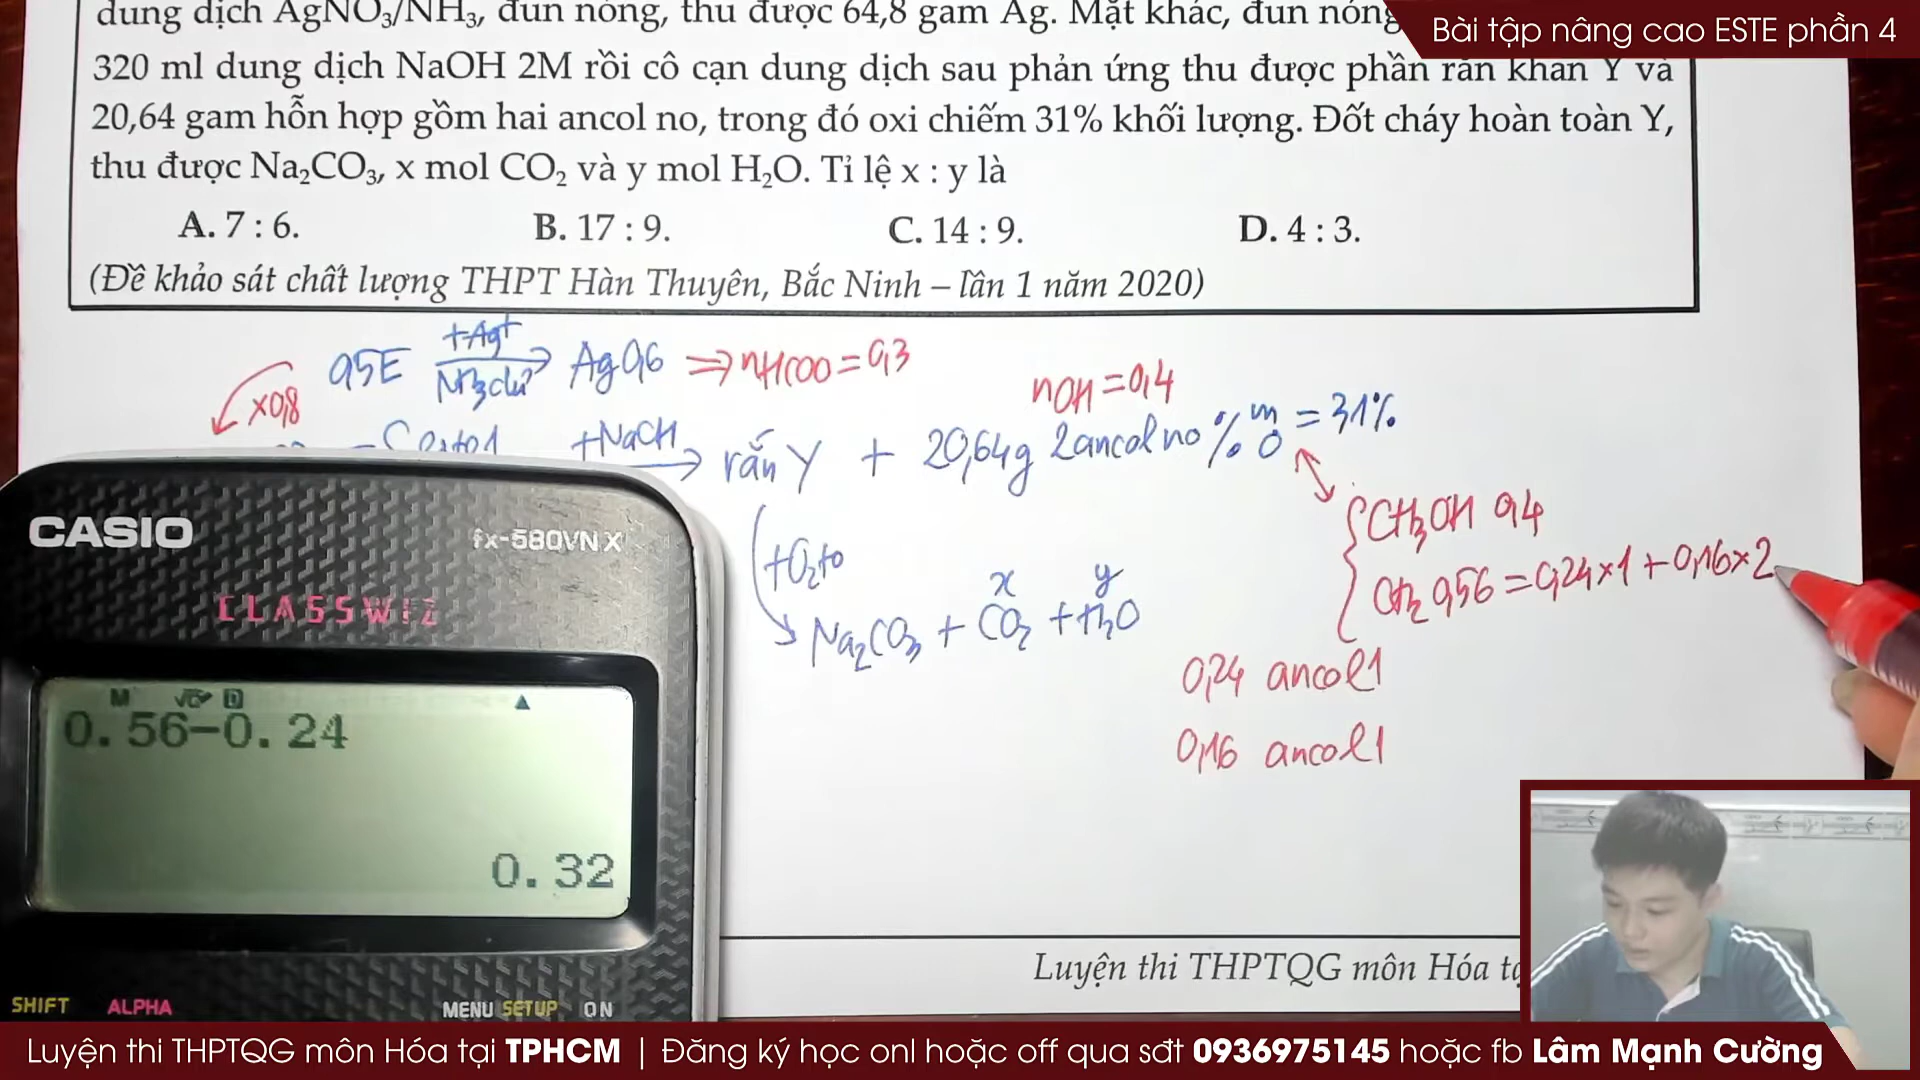 dung dịch AgNO₃/NH₃, đun nóng, thu được 64,8 gam Ag. Mặt khác, đun nóng
Bài tập nâng cao ESTE phần 4
320 ml dung dịch NaOH 2M rồi cô cạn dung dịch sau phản ứng thu được phần rắn khan Y và
20,64 gam hỗn hợp gồm hai ancol no, trong đó oxi chiếm 31% khối lượng. Đốt cháy hoàn toàn Y,
thu được Na₂CO₃, x mol CO₂ và y mol H₂O. Tỉ lệ x : y là
A. 7 : 6. B. 17 : 9. C. 14 : 9. D. 4 : 3.
(Đề khảo sát chất lượng THPT Hàn Thuyên, Bắc Ninh – lần 1 năm 2020)
+Ag⁺
0,5E → Ag 0,6 ⇒ nHCOO = 0,3
NH₃dư
×0,8
nOH = 0,4
+NaOH → rắn Y + 20,64g 2 ancol no %mO = 31%
CH₃OH 0,4
CH₂ 0,56 = 0,24×1 + 0,16×2
+O₂to
x y
Na₂CO₃ + CO₂ + H₂O
0,24 ancol 1
0,16 ancol 1
CASIO
fx-580VN X
CLASSWIZ
M √ D ▲
0.56-0.24
0.32
SHIFT ALPHA MENU SETUP ON
Luyện thi THPTQG môn Hóa tạ
Luyện thi THPTQG môn Hóa tại TPHCM | Đăng ký học onl hoặc off qua sđt 0936975145 hoặc fb Lâm Mạnh Cường